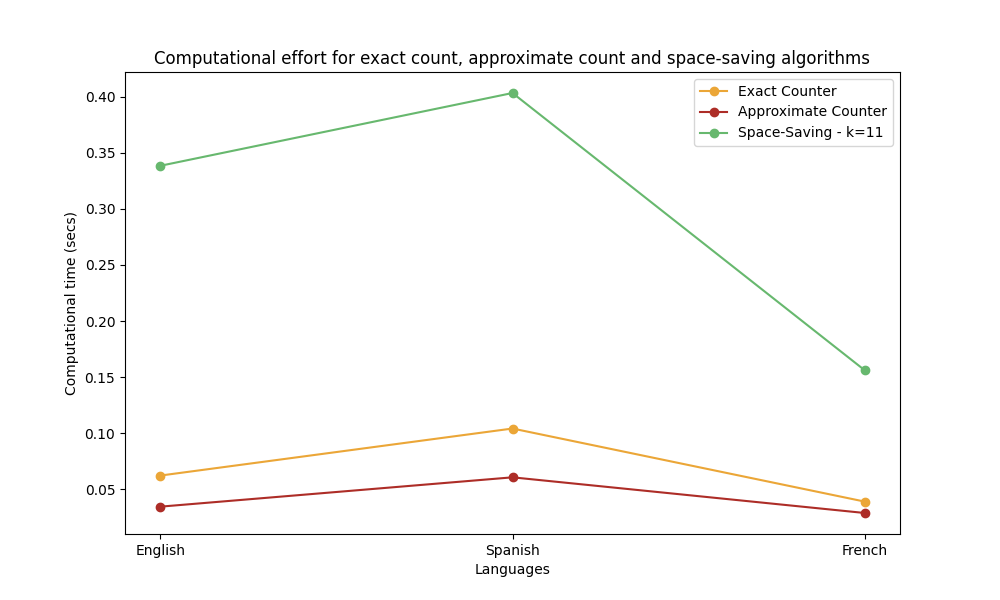 Computational effort for exact count, approximate count and space-saving algorithms
Exact Counter
Approximate Counter
Space-Saving - k=11
Computational time (secs)
0.40
0.35
0.30
0.25
0.20
0.15
0.10
0.05
English
Spanish
French
Languages